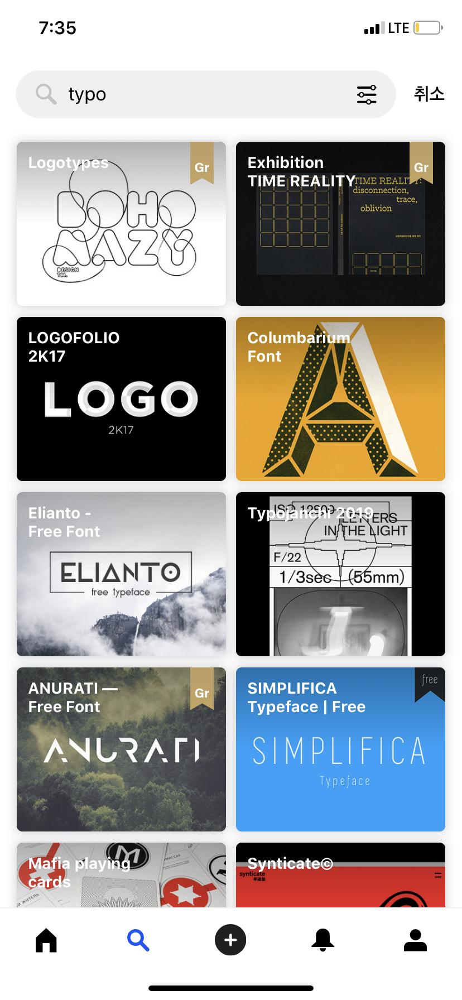 7:35
LTE
typo
취소
Logotypes
Gr
BOHO
MAZY
DESIGN
TM.
Exhibition
TIME REALITY
Gr
TIME REALITY:
disconnection,
trace,
oblivion
LOGOFOLIO
2K17
LOGO
2K17
Columbarium
Font
A
Elianto -
Free Font
ELIANTO
free typeface
Typojanchi 2019
ISO 12800
LETTERS
IN THE LIGHT
F/22
1/3sec (55mm)
ANURATI —
Free Font
Gr
ANURATI
SIMPLIFICA
Typeface | Free
free
SIMPLIFICA
Typeface
Mafia playing
cards
M
Й ЖИТЕЛЬ
Synticate©
synticate